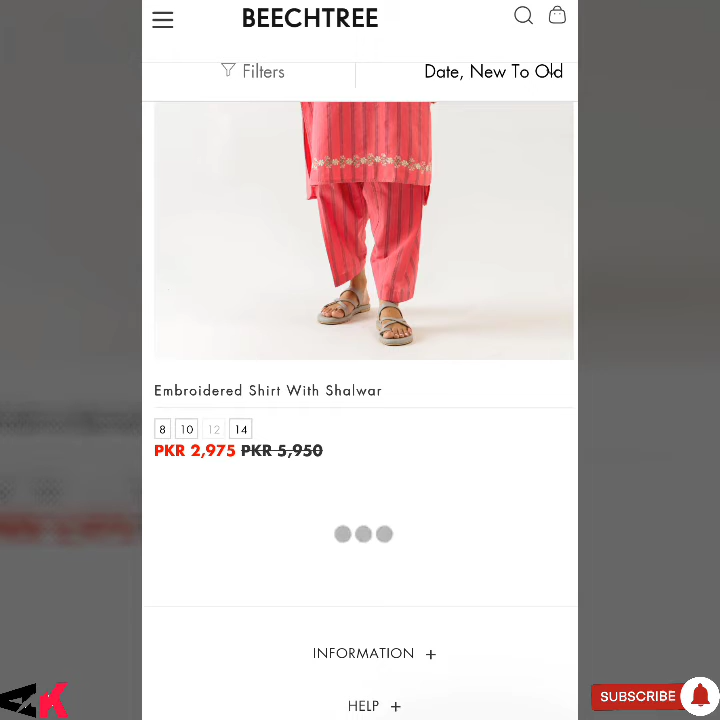 BEECHTREE
Filters
Date, New To Old
Embroidered Shirt With Shalwar
8 10 12 14
PKR 2,975 PKR 5,950
INFORMATION +
HELP +
SUBSCRIBE